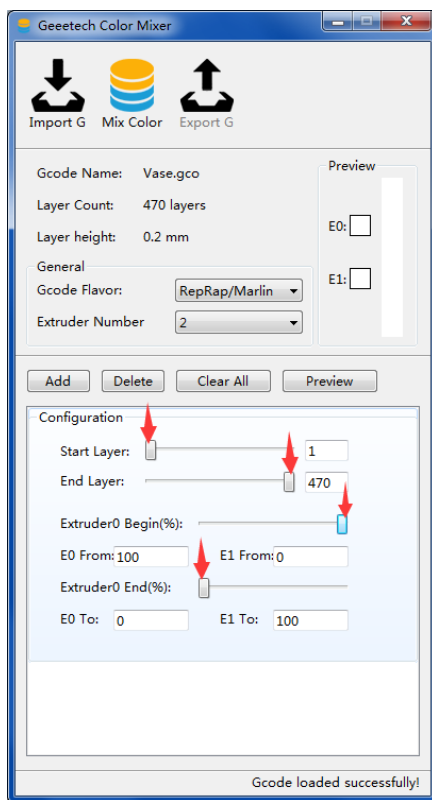 Geeetech Color Mixer
Import G Mix Color Export G
Gcode Name: Vase.gco
Layer Count: 470 layers
Layer height: 0.2 mm
Preview
E0:
E1:
General
Gcode Flavor: RepRap/Marlin
Extruder Number 2
Add Delete Clear All Preview
Configuration
Start Layer: 1
End Layer: 470
Extruder0 Begin(%):
E0 From: 100 E1 From: 0
Extruder0 End(%):
E0 To: 0 E1 To: 100
Gcode loaded successfully!